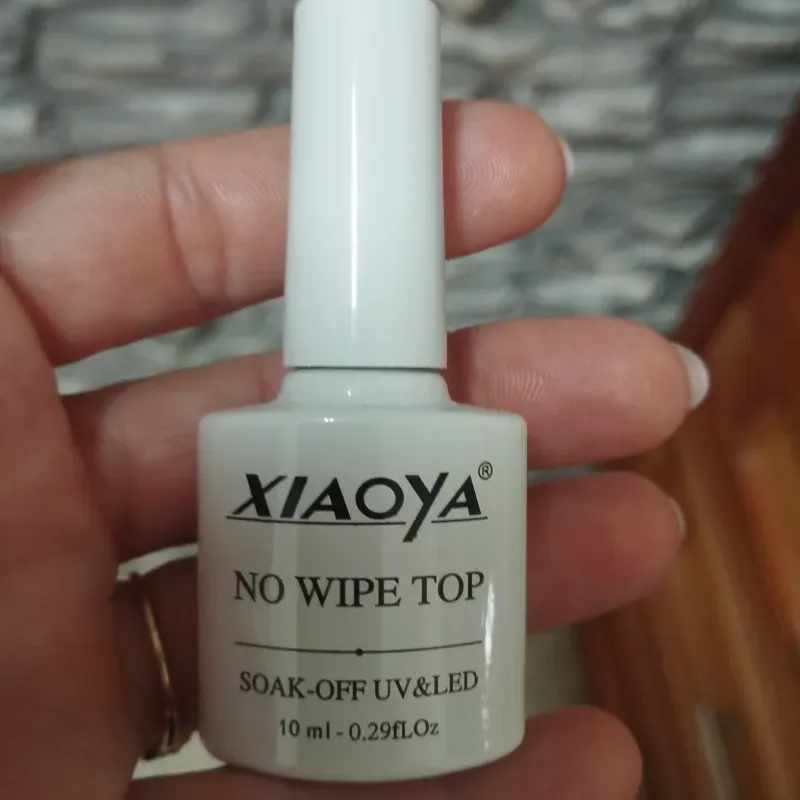 XIAOYA®
NO WIPE TOP
SOAK-OFF UV&LED
10 ml - 0.29fLOz